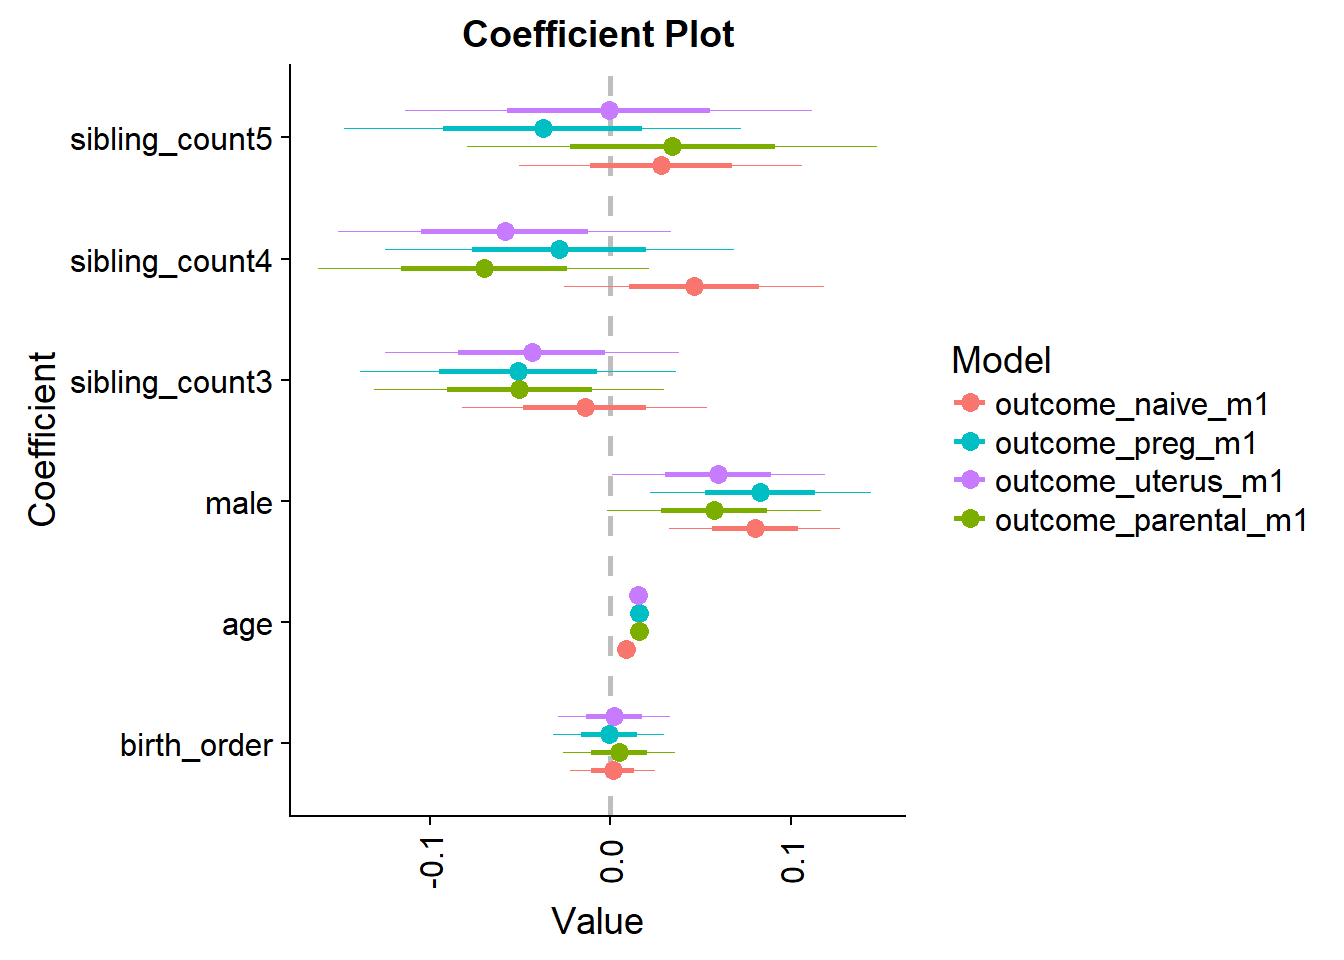 Coefficient Plot
sibling_count5
sibling_count4
sibling_count3
male
age
birth_order
Coefficient
-0.1
0.0
0.1
Value
Model
outcome_naive_m1
outcome_preg_m1
outcome_uterus_m1
outcome_parental_m1